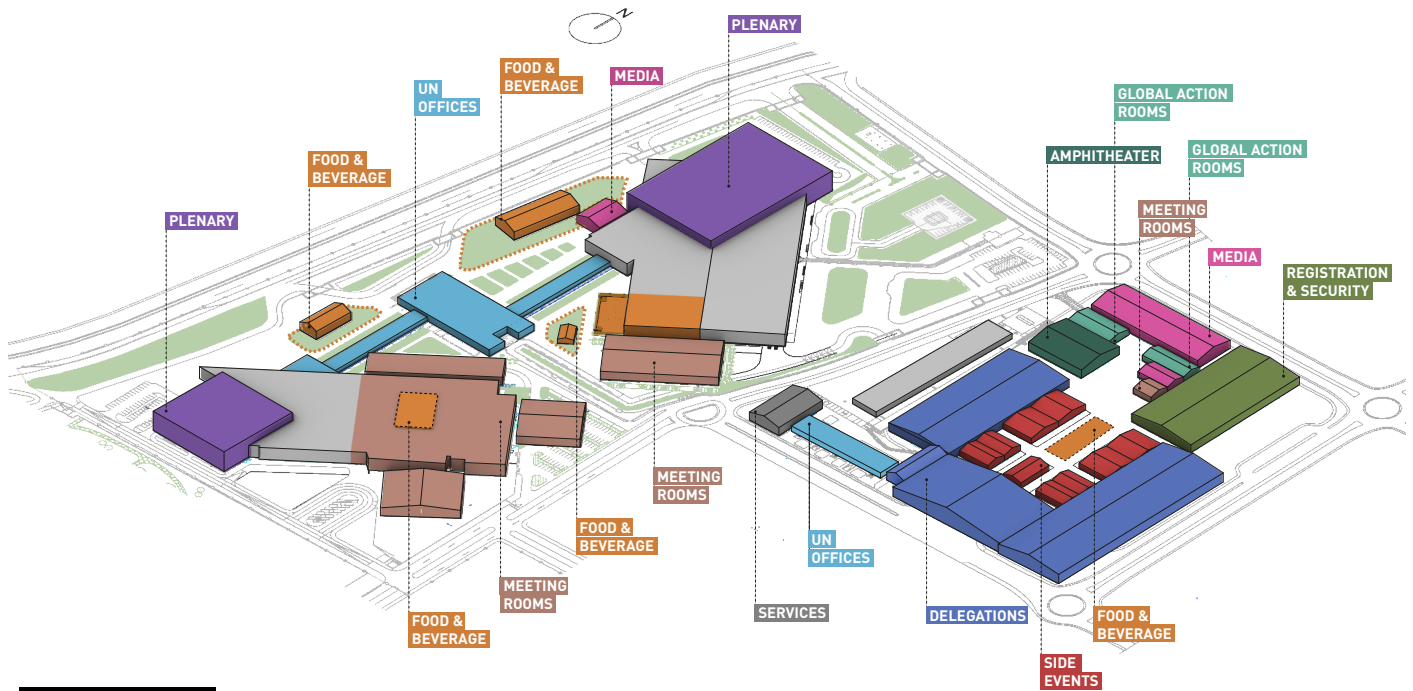 N
PLENARY
FOOD &
BEVERAGE
MEDIA
UN
OFFICES
GLOBAL ACTION
ROOMS
AMPHITHEATER
GLOBAL ACTION
ROOMS
FOOD &
BEVERAGE
PLENARY
MEETING
ROOMS
MEDIA
REGISTRATION
& SECURITY
MEETING
ROOMS
FOOD &
BEVERAGE
UN
OFFICES
MEETING
ROOMS
SERVICES
DELEGATIONS
FOOD &
BEVERAGE
FOOD &
BEVERAGE
SIDE
EVENTS